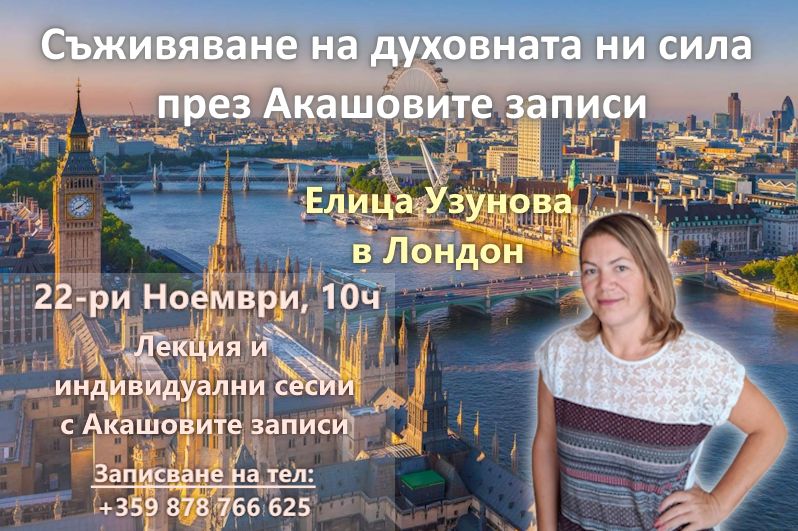 Съживяване на духовната ни сила
през Акашовите записи
Елица Узунова
в Лондон
22-ри Ноември, 10ч
Лекция и
индивидуални сесии
с Акашовите записи
Записване на тел:
+359 878 766 625